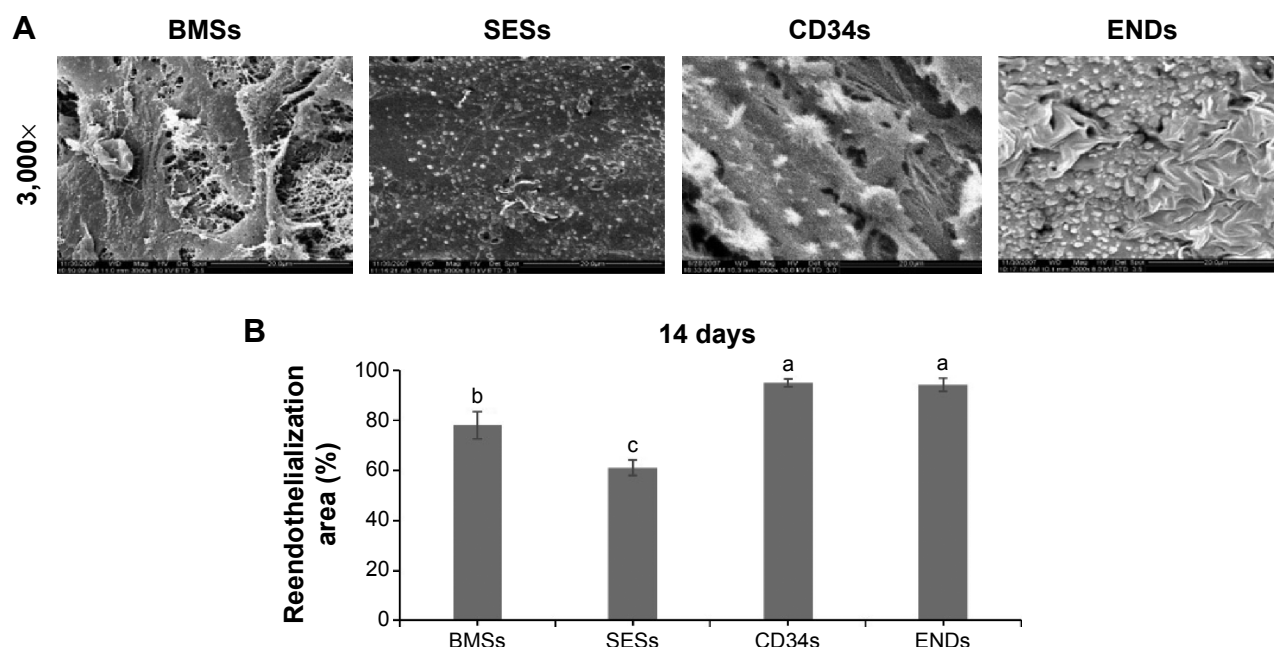 A
BMSs
SESs
CD34s
ENDs
3,000×
B
14 days
Reendothelialization
area (%)
100
80
60
40
20
0
b
c
a
a
BMSs
SESs
CD34s
ENDs